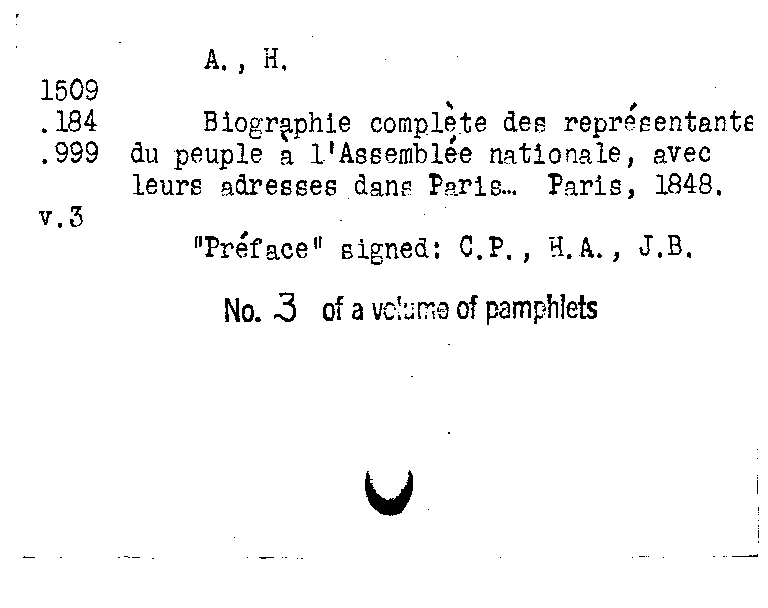 A., H.
1509
.184 Biographie complète des représentants
.999 du peuple à l'Assemblée nationale, avec
leurs adresses dans Paris… Paris, 1848.
v.3
"Préface" signed: C.P., H.A., J.B.
No. 3 of a volume of pamphlets